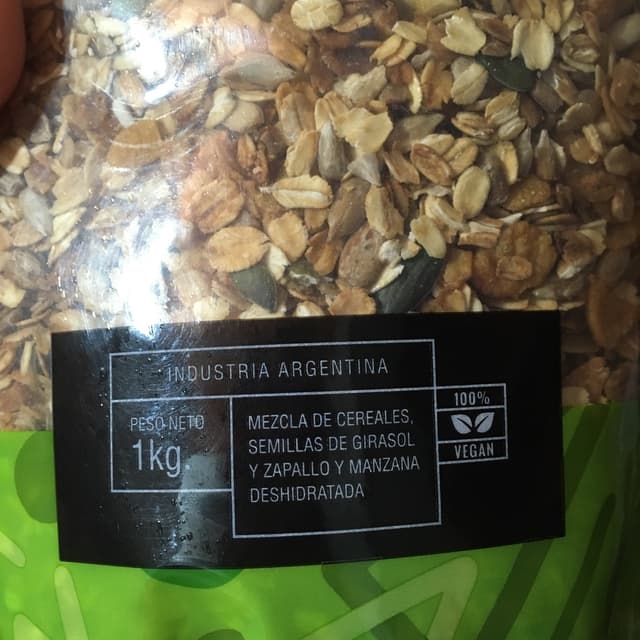 INDUSTRIA ARGENTINA
PESO NETO
1kg.
MEZCLA DE CEREALES,
SEMILLAS DE GIRASOL
Y ZAPALLO Y MANZANA
DESHIDRATADA
100%
VEGAN